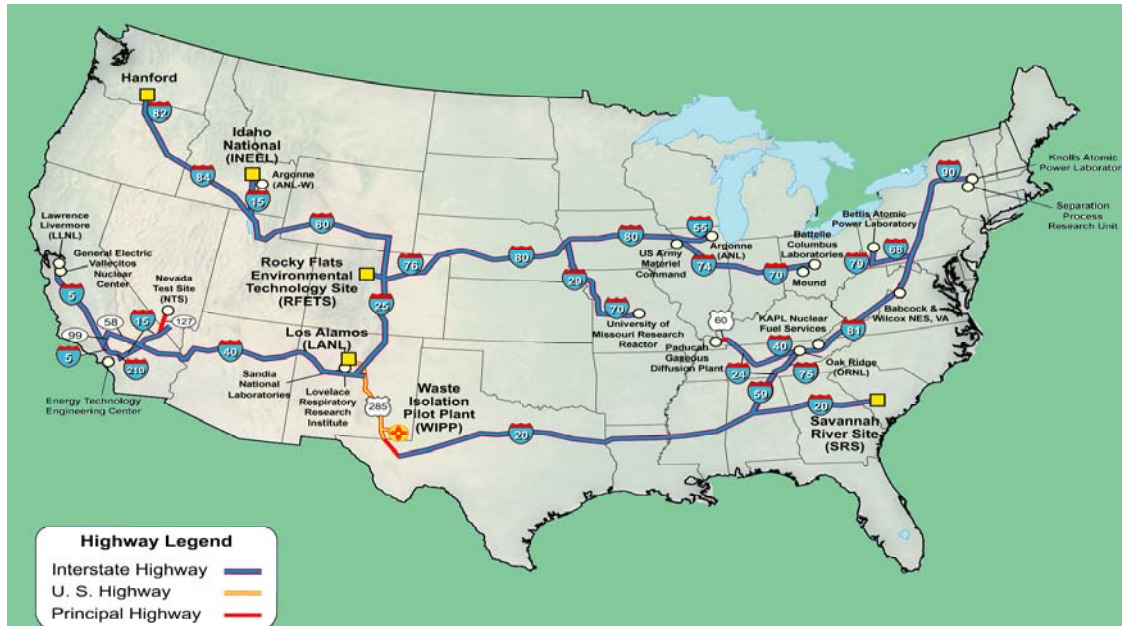 Hanford
82
Idaho
National
(INEEL)
Argonne
(ANL-W)
84
15
80
90
Knolls Atomic
Power Laborator
Separation
Process
Research Unit
Lawrence
Livermore
(LLNL)
General Electric
Vallecitos
Nuclear
Center
Nevada
Test Site
(NTS)
5
99
58
15
127
5
210
Energy Technology
Engineering Center
Rocky Flats
Environmental
Technology Site
(RFETS)
76
25
80
80
55
Argonne
(ANL)
US Army
Materiel
Command
74
Battelle
Columbus
Laboratories
70
Mound
Bettis Atomic
Power Laboratory
79
68
29
70
University of
Missouri Research
Reactor
60
Paducah
Gaseous
Diffusion Plant
KAPL Nuclear
Fuel Services
Babcock &
Wilcox NES, VA
81
40
24
75
Oak Ridge
(ORNL)
59
20
Savannah
River Site
(SRS)
Los Alamos
(LANL)
40
Sandia
National
Laboratories
Lovelace
Respiratory
Research
Institute
285
Waste
Isolation
Pilot Plant
(WIPP)
20
Highway Legend
Interstate Highway
U. S. Highway
Principal Highway